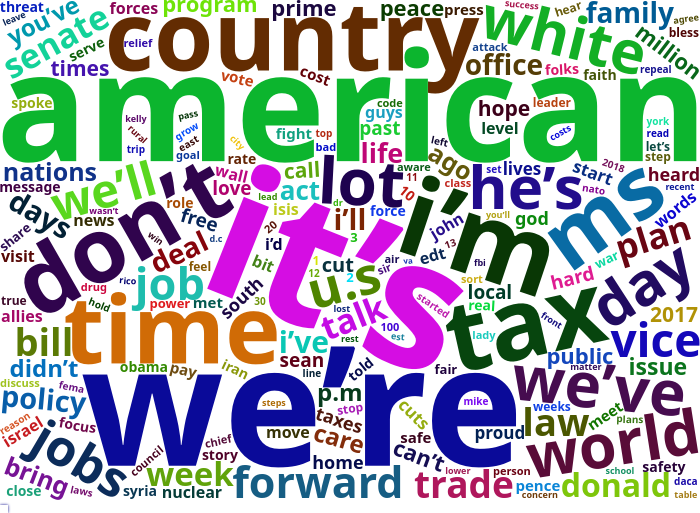 threat forces program prime peace press success hear family agree
leave you've country white bless
senate serve relief attack million
times vote cost office folks faith repeal
american
spoke kelly pass code guys hope leader york
rural grow fight top past level costs read
trip east goal city bad life left ago let's step
nations rate call lot aware set lives start 2018 heard
message we'll don't wall love lead act dr 11 10 class he's nato recent
days wasn't role it's isis i'll force i'm john you'll god ms words
share news free 20 3 plan
visit win d.c i'd sir air va edt 13 fbi war
deal feel bit 1 12 2 cut u.s sort hard day
true drug rico job south started local
allies hold power met 30 lost talk 100 est real tax front 2017
bill time i've rest lady public vice
didn't obama pay iran sean line told fair we've matter issue
discuss fema we're
policy steps p.m stop cuts mike weeks law meet plans world
reason focus move taxes safe proud
israel jobs chief story care can't
council home lower person school safety
bring laws week forward trade pence donald daca
close syria nuclear concern table